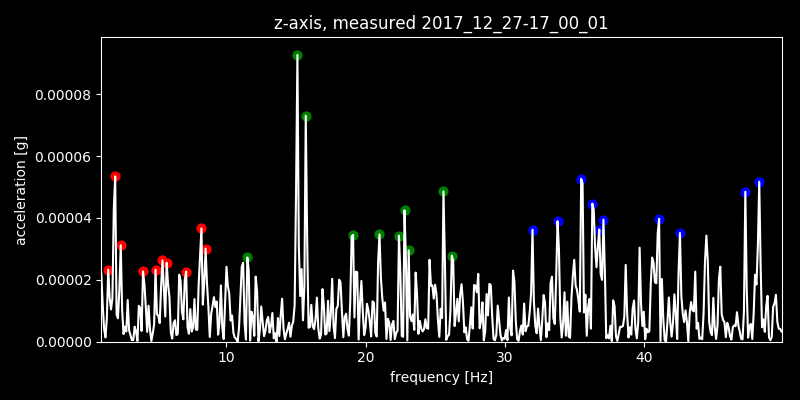 z-axis, measured 2017_12_27-17_00_01
0.00008
0.00006
0.00004
0.00002
0.00000
acceleration [g]
10 20 30 40
frequency [Hz]